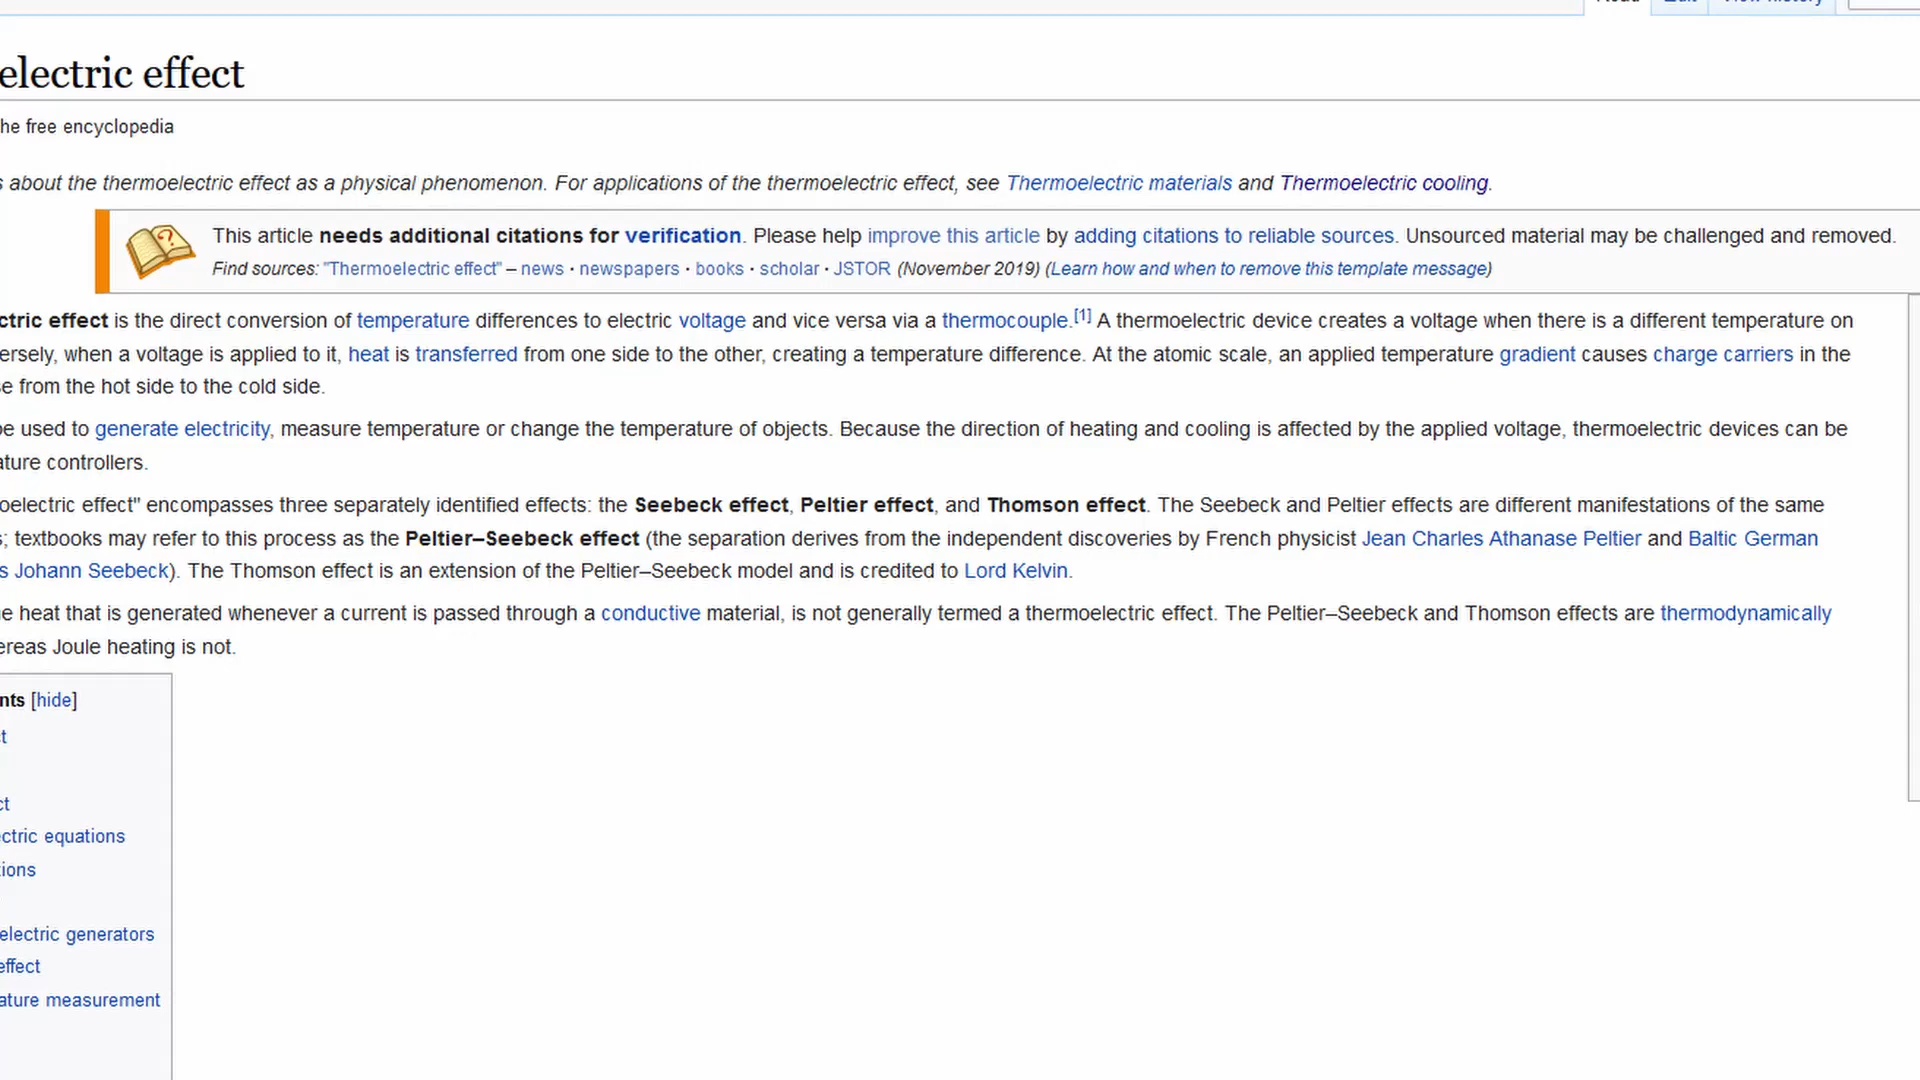 Edit View history
electric effect
he free encyclopedia
s about the thermoelectric effect as a physical phenomenon. For applications of the thermoelectric effect, see Thermoelectric materials and Thermoelectric cooling.
This article needs additional citations for verification. Please help improve this article by adding citations to reliable sources. Unsourced material may be challenged and removed.
Find sources: "Thermoelectric effect" – news · newspapers · books · scholar · JSTOR (November 2019) (Learn how and when to remove this template message)
ctric effect is the direct conversion of temperature differences to electric voltage and vice versa via a thermocouple.[1] A thermoelectric device creates a voltage when there is a different temperature on
ersely, when a voltage is applied to it, heat is transferred from one side to the other, creating a temperature difference. At the atomic scale, an applied temperature gradient causes charge carriers in the
e from the hot side to the cold side.
be used to generate electricity, measure temperature or change the temperature of objects. Because the direction of heating and cooling is affected by the applied voltage, thermoelectric devices can be
ature controllers.
oelectric effect" encompasses three separately identified effects: the Seebeck effect, Peltier effect, and Thomson effect. The Seebeck and Peltier effects are different manifestations of the same
s; textbooks may refer to this process as the Peltier–Seebeck effect (the separation derives from the independent discoveries by French physicist Jean Charles Athanase Peltier and Baltic German
s Johann Seebeck). The Thomson effect is an extension of the Peltier–Seebeck model and is credited to Lord Kelvin.
e heat that is generated whenever a current is passed through a conductive material, is not generally termed a thermoelectric effect. The Peltier–Seebeck and Thomson effects are thermodynamically
ereas Joule heating is not.
nts [hide]
t
ct
ctric equations
ions
electric generators
effect
ature measurement